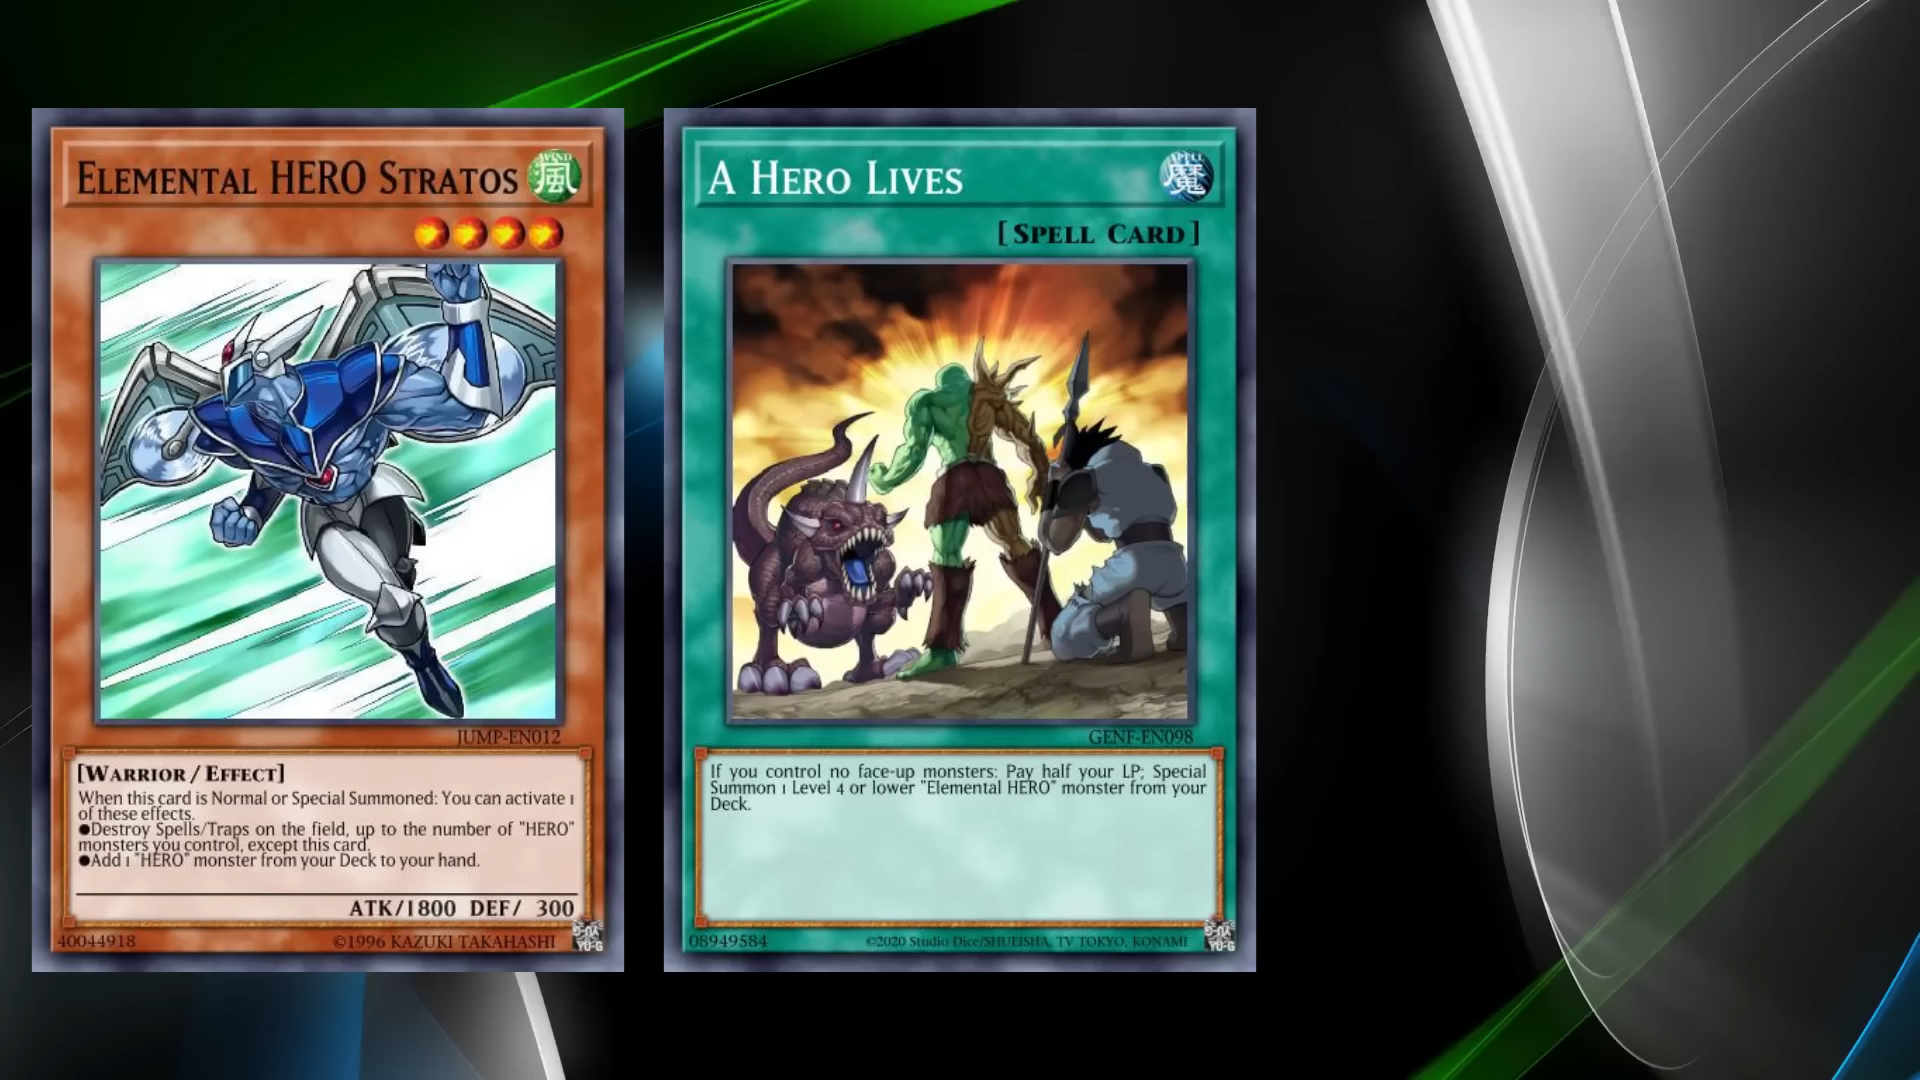 ELEMENTAL HERO STRATOS
WIND
風
JUMP-EN012
[WARRIOR / EFFECT]
When this card is Normal or Special Summoned: You can activate 1
of these effects.
●Destroy Spells/Traps on the field, up to the number of "HERO"
monsters you control, except this card.
●Add 1 "HERO" monster from your Deck to your hand.
ATK/1800 DEF/ 300
40044918 ©1996 KAZUKI TAKAHASHI
A HERO LIVES
SPELL
魔
[SPELL CARD]
GENF-EN098
If you control no face-up monsters: Pay half your LP; Special
Summon 1 Level 4 or lower "Elemental HERO" monster from your
Deck.
08949584 ©2020 Studio Dice/SHUEISHA, TV TOKYO, KONAMI